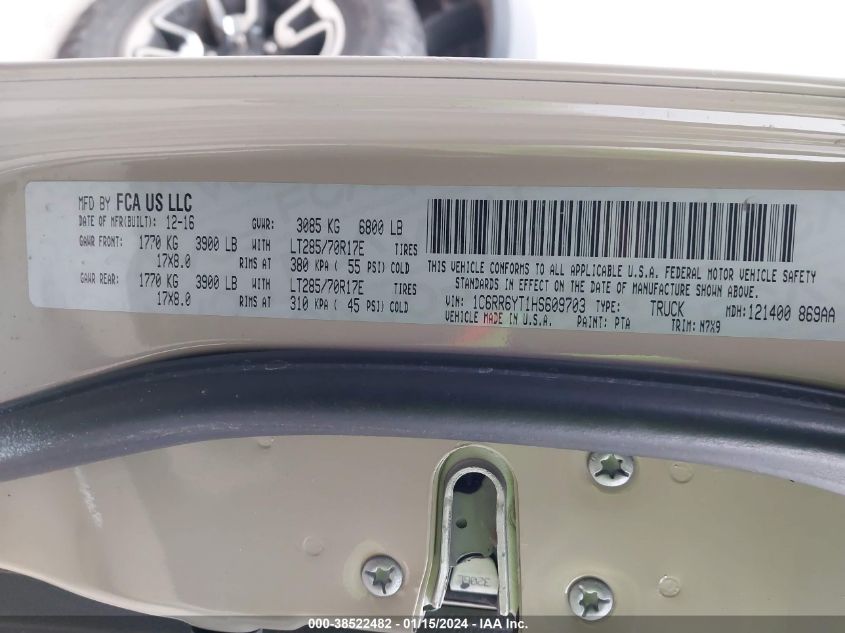 MFD BY FCA US LLC
DATE OF MFR(BUILT): 12-16 GVWR: 3085 KG 6800 LB
GAWR FRONT: 1770 KG 3900 LB WITH LT285/70R17E TIRES
17X8.0 RIMS AT 380 KPA ( 55 PSI) COLD
GAWR REAR: 1770 KG 3900 LB WITH LT285/70R17E TIRES
17X8.0 RIMS AT 310 KPA ( 45 PSI) COLD
THIS VEHICLE CONFORMS TO ALL APPLICABLE U.S.A. FEDERAL MOTOR VEHICLE SAFETY
STANDARDS IN EFFECT ON THE DATE OF MANUFACTURE SHOWN ABOVE.
VIN: 1C6RR6YT1HS609703 TYPE: TRUCK MDH: 121400 869AA
VEHICLE MADE IN U.S.A. PAINT: PTA TRIM: N7X9
3206L
000-38522482 - 01/15/2024 - IAA Inc.